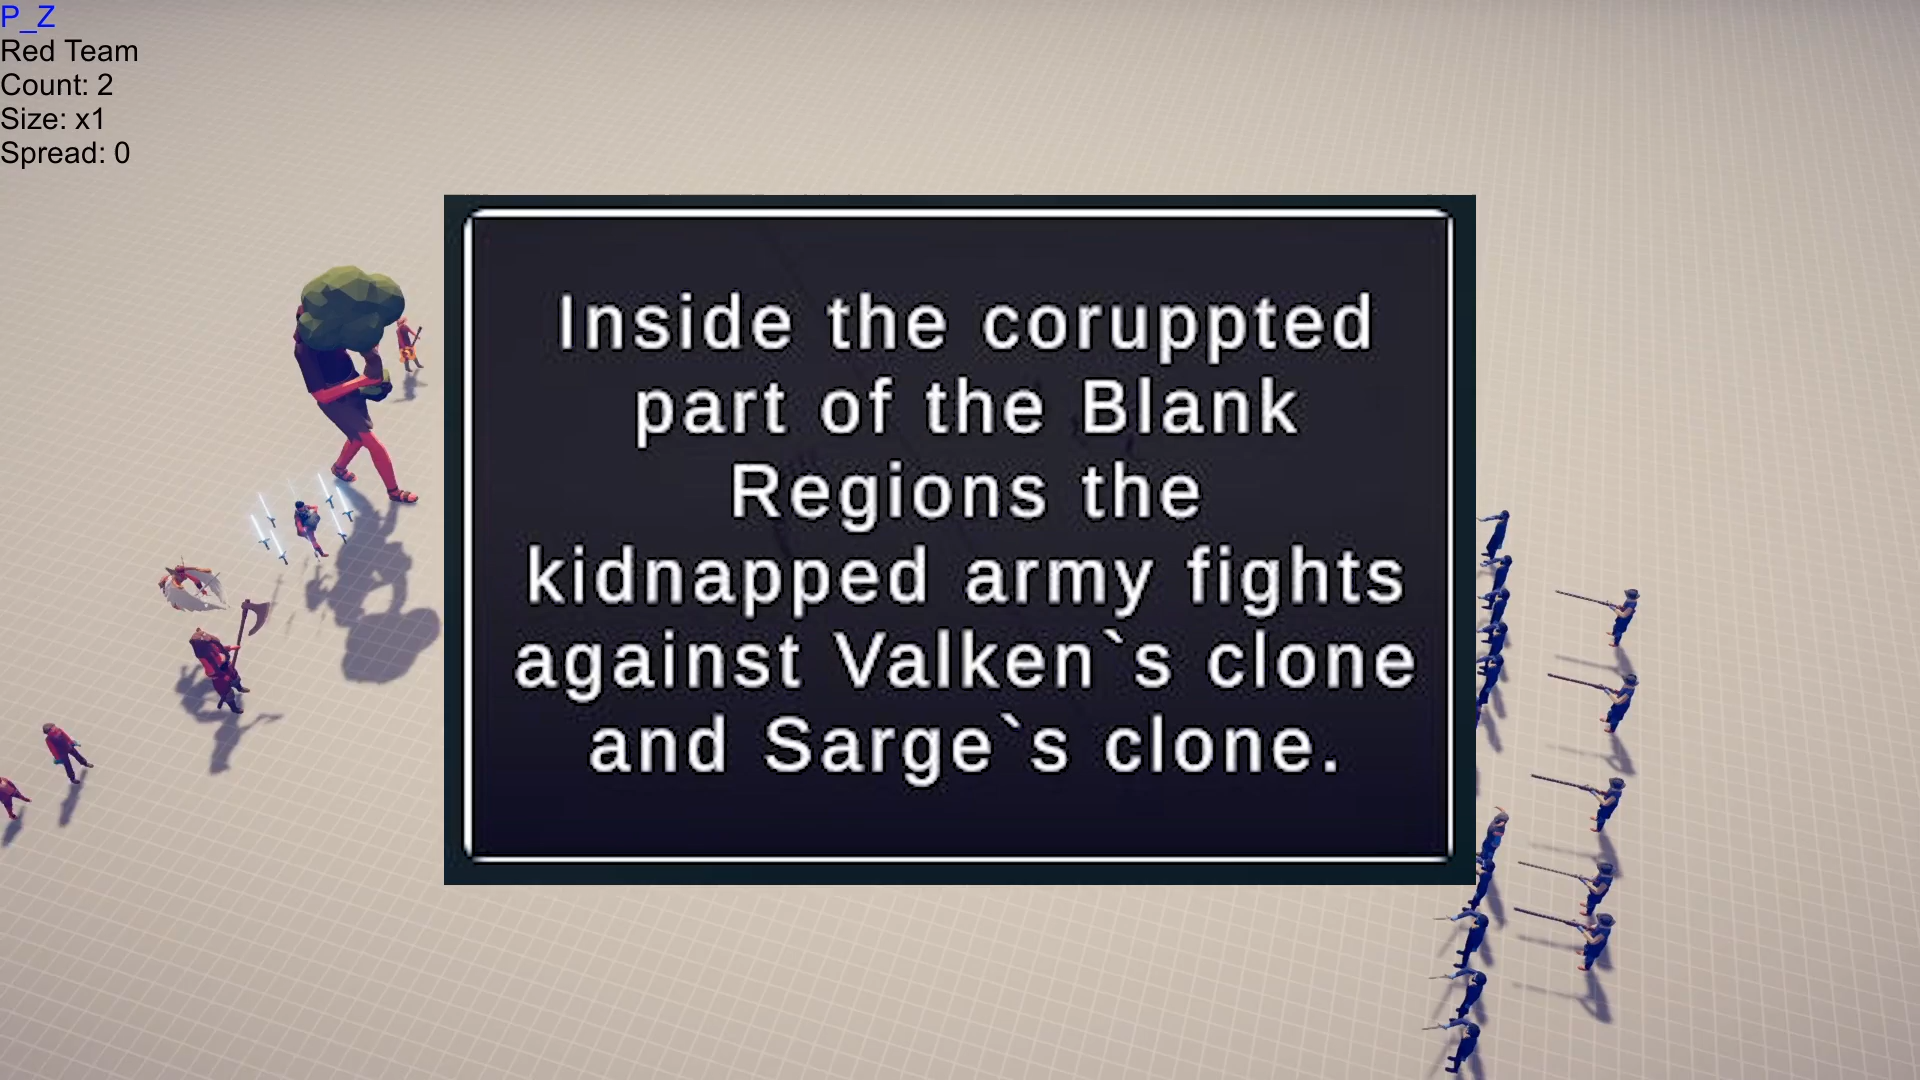 P_Z
Red Team
Count: 2
Size: x1
Spread: 0
Inside the coruppted
part of the Blank
Regions the
kidnapped army fights
against Valken`s clone
and Sarge`s clone.